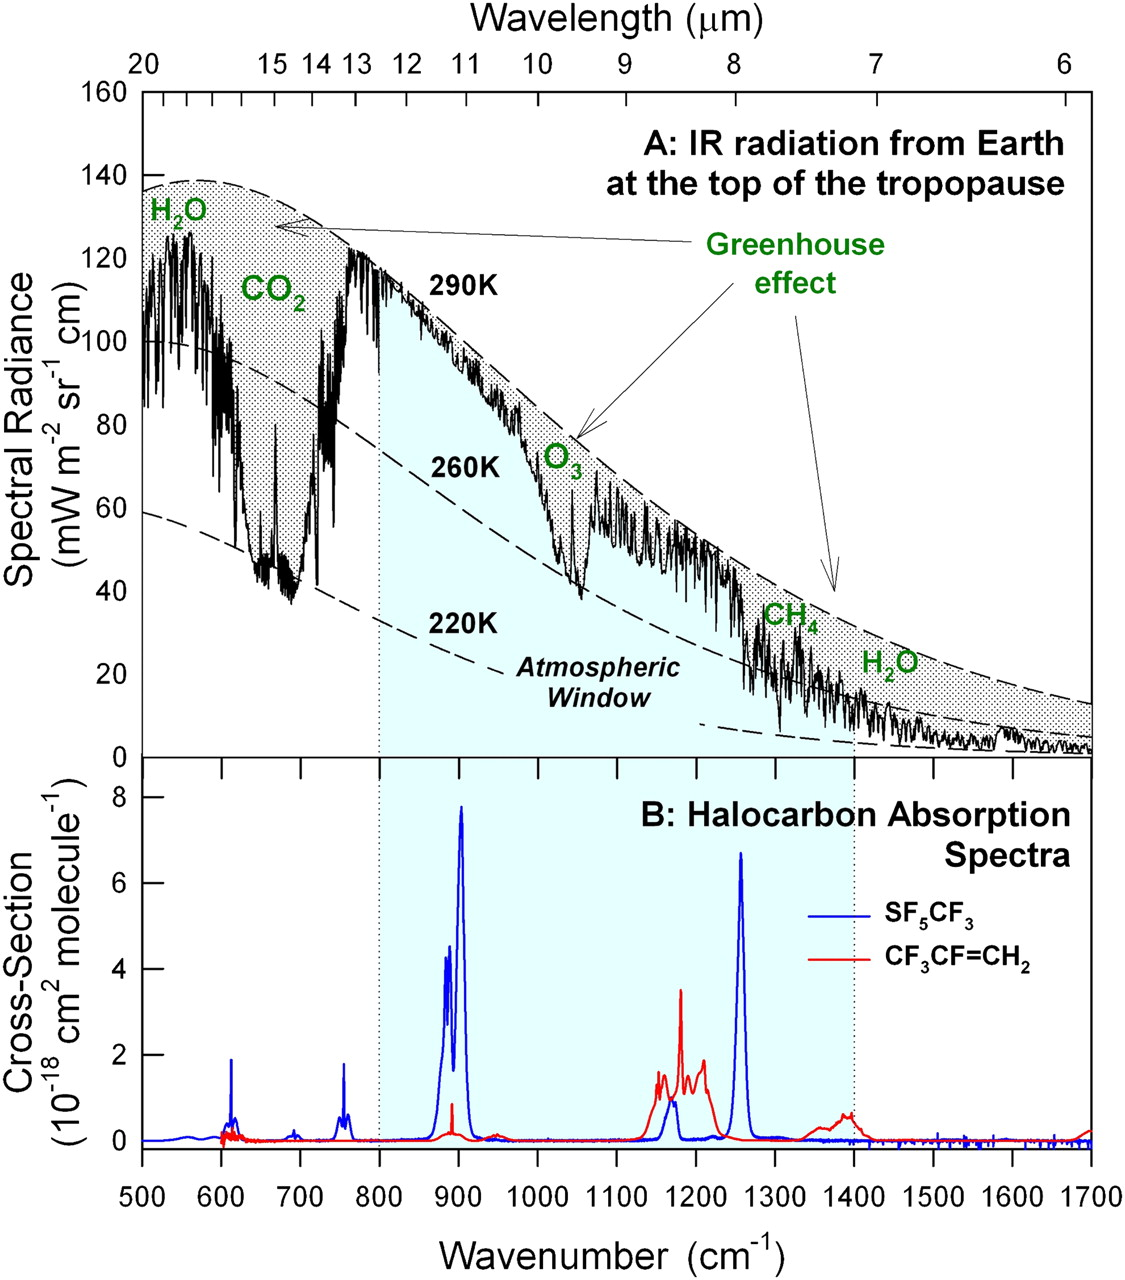 Wavelength (μm)
20 15 14 13 12 11 10 9 8 7 6
160
140
120
100
80
60
40
20
0
Spectral Radiance
(mW m⁻² sr⁻¹ cm)
A: IR radiation from Earth
at the top of the tropopause
H₂O
CO₂
Greenhouse
effect
290K
O₃
260K
CH₄
H₂O
220K
Atmospheric
Window
8
6
4
2
0
Cross-Section
(10⁻¹⁸ cm² molecule⁻¹)
B: Halocarbon Absorption
Spectra
SF₅CF₃
CF₃CF=CH₂
500 600 700 800 900 1000 1100 1200 1300 1400 1500 1600 1700
Wavenumber (cm⁻¹)